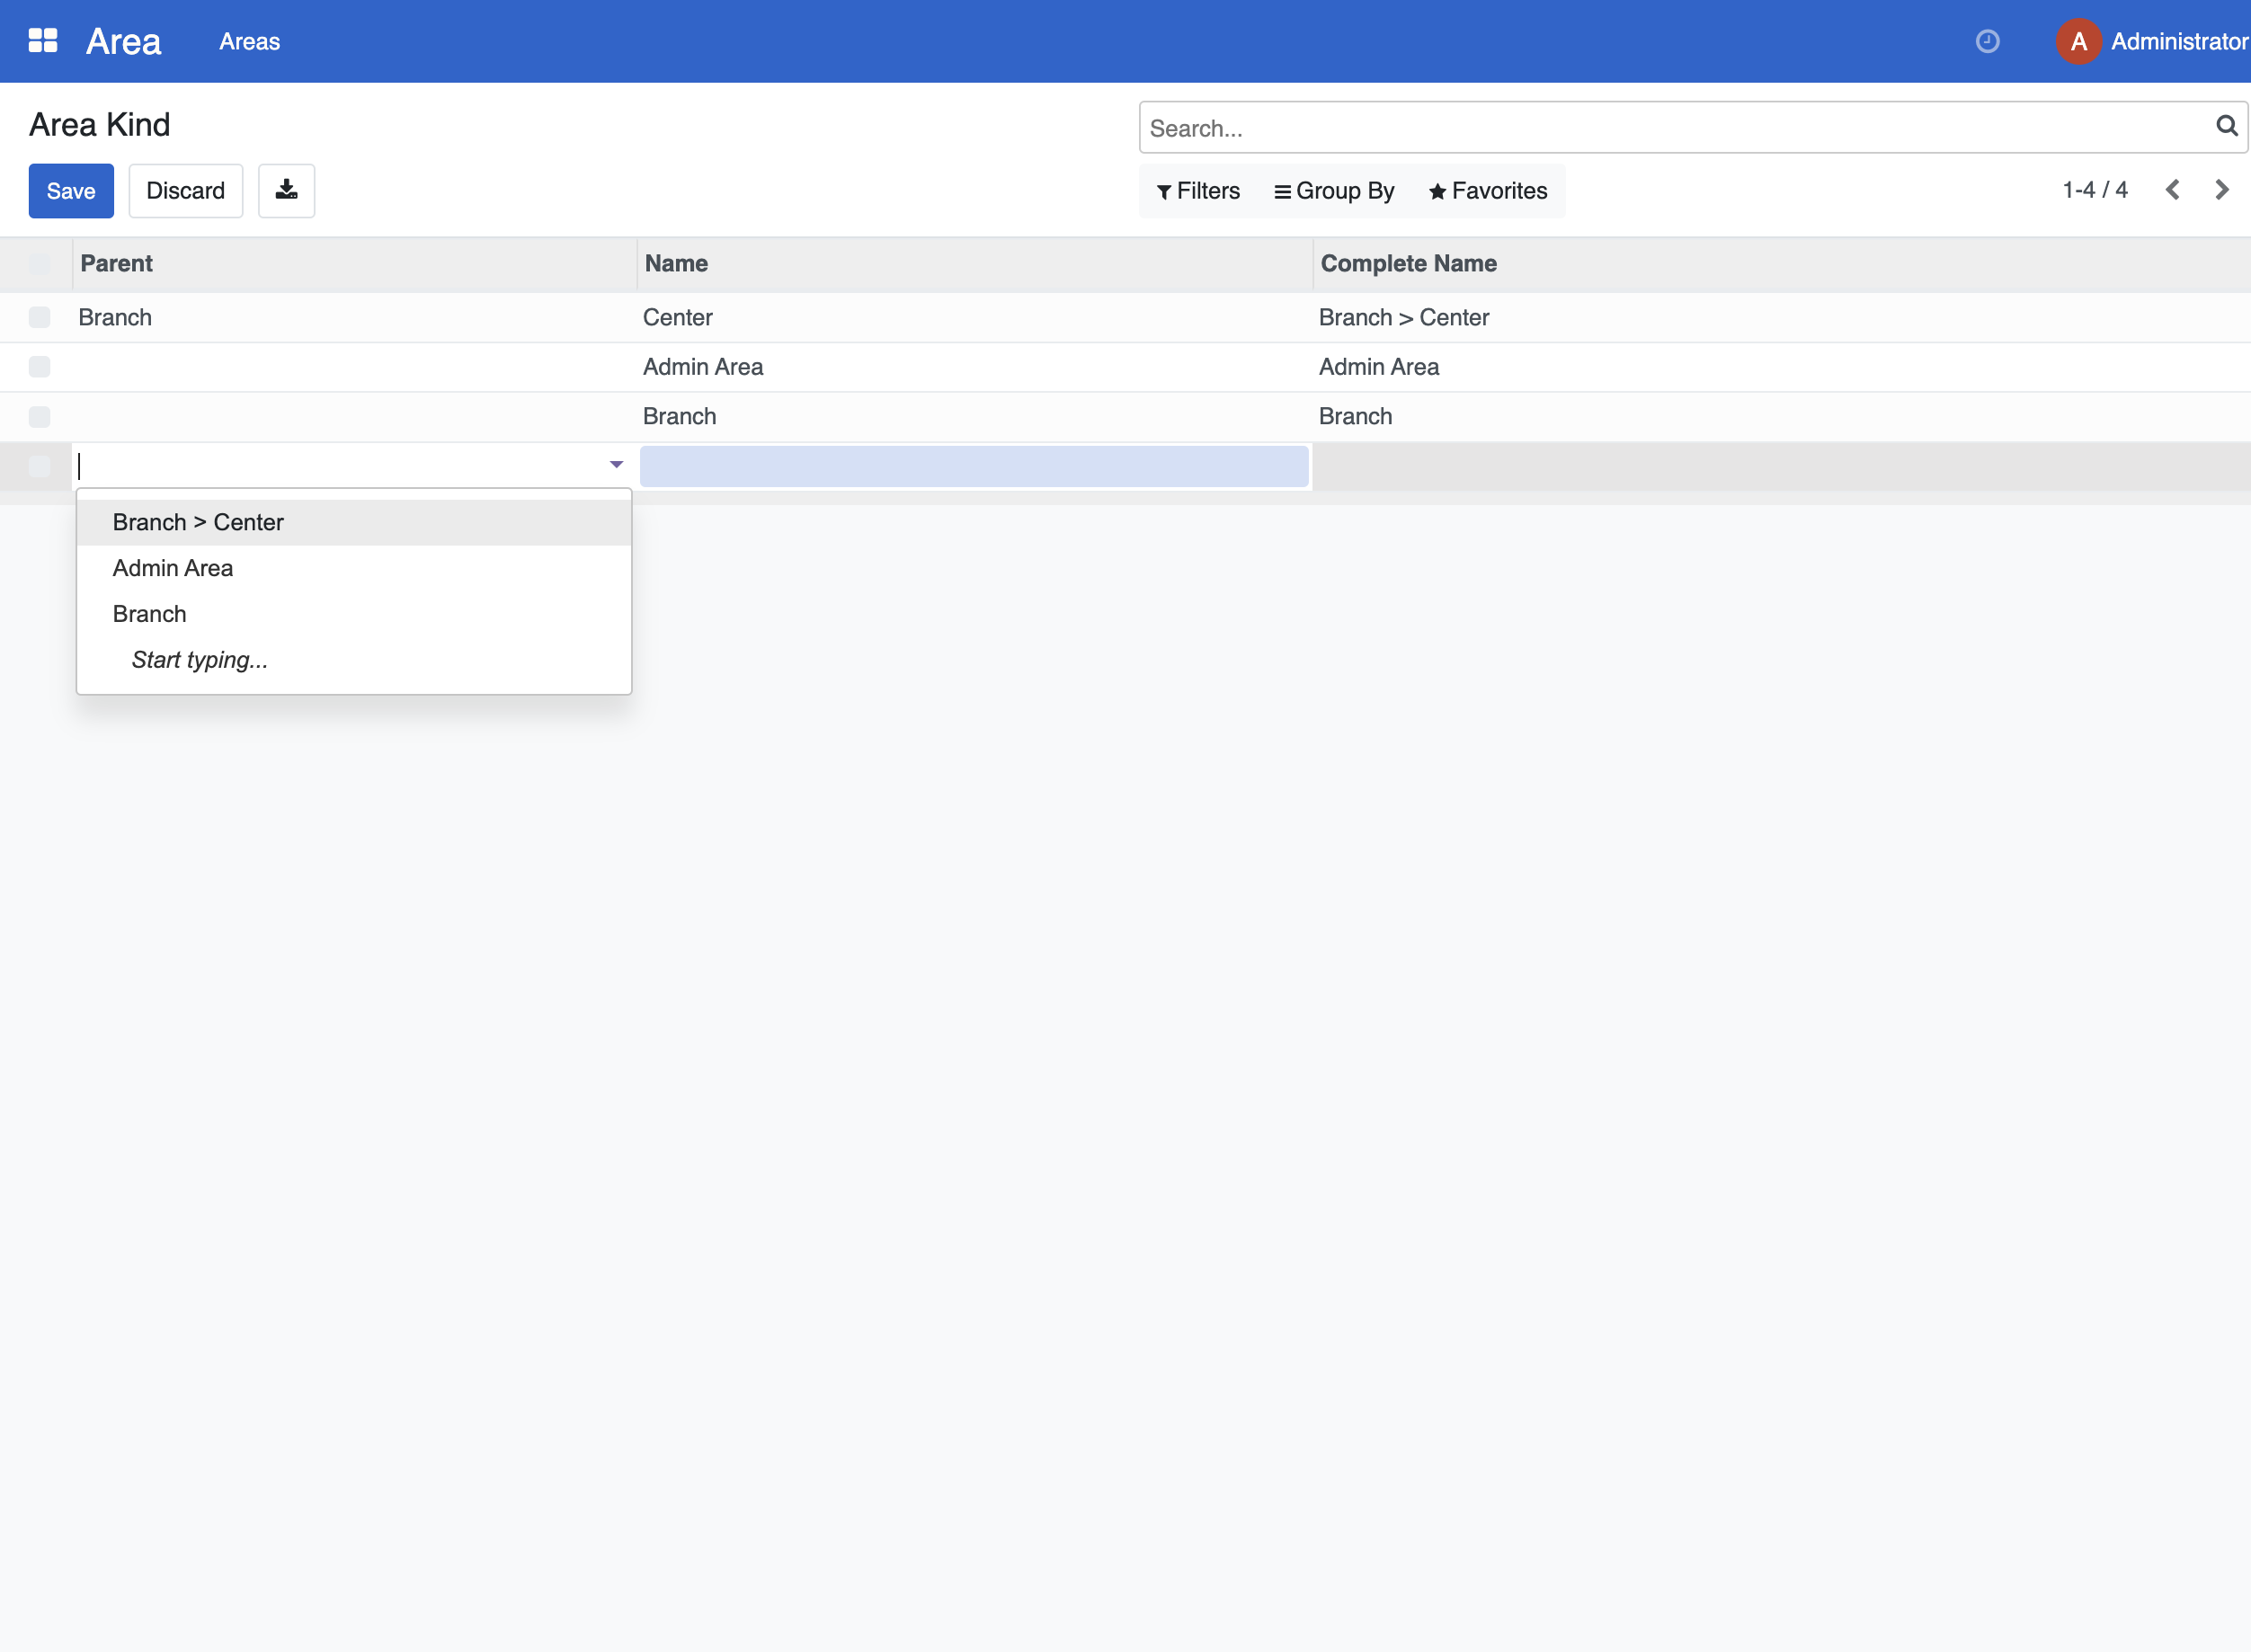 Area Areas A Administrator
Area Kind
Search...
Save Discard Filters Group By Favorites 1-4 / 4
Parent Name Complete Name
Branch Center Branch > Center
Admin Area Admin Area
Branch Branch
Branch > Center
Admin Area
Branch
Start typing...